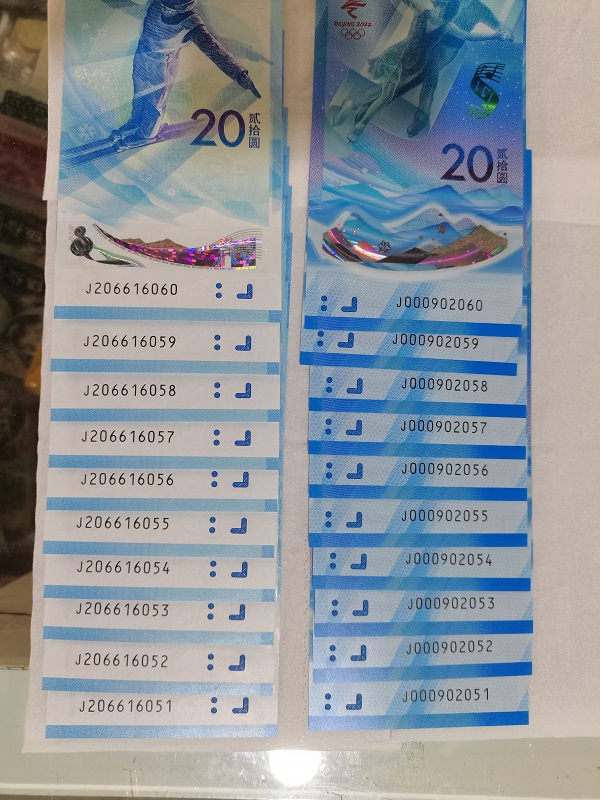 20
贰拾圆
J206616060
J206616059
J206616058
J206616057
J206616056
J206616055
J206616054
J206616053
J206616052
J206616051
BEIJING 2022
20
贰拾圆
J000902060
J000902059
J000902058
J000902057
J000902056
J000902055
J000902054
J000902053
J000902052
J000902051